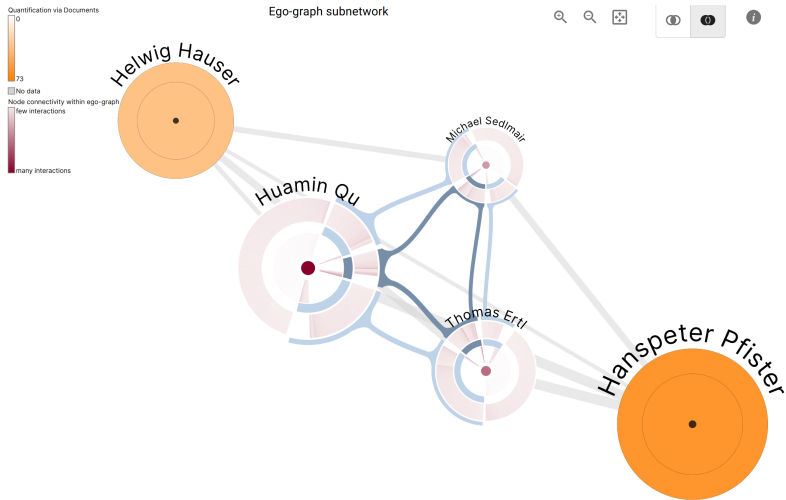 Ego-graph subnetwork
Quantification via Documents
0
73
No data
Node connectivity within ego-graph
few interactions
many interactions
Helwig Hauser
Michael Sedlmair
Huamin Qu
Thomas Ertl
Hanspeter Pfister
i